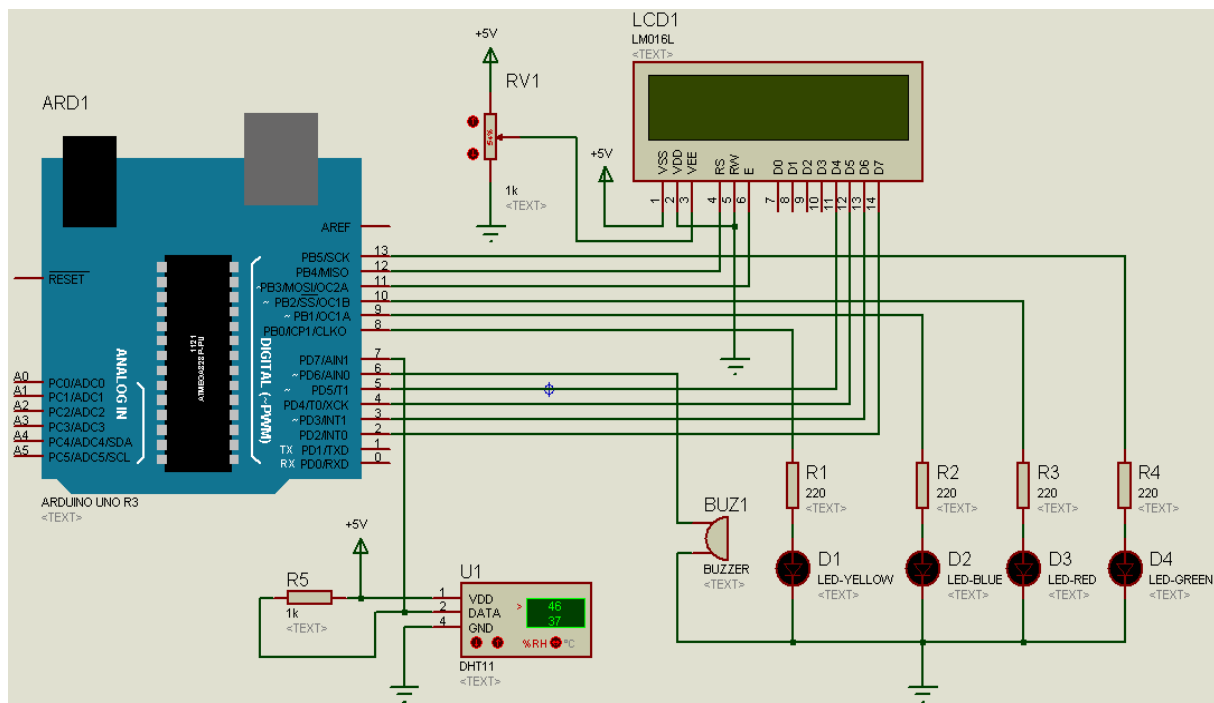 LCD1
LM016L
<TEXT>
+5V
RV1
54%
1k
<TEXT>
+5V
VSS
VDD
VEE
RS
RW
E
D0
D1
D2
D3
D4
D5
D6
D7
1
2
3
4
5
6
7
8
9
10
11
12
13
14
ARD1
RESET
AREF
PB5/SCK 13
PB4/MISO 12
~PB3/MOSI/OC2A 11
~ PB2/SS/OC1B 10
~ PB1/OC1A 9
PB0/ICP1/CLKO 8
PD7/AIN1 7
~PD6/AIN0 6
~ PD5/T1 5
PD4/T0/XCK 4
~PD3/INT1 3
PD2/INT0 2
TX PD1/TXD 1
RX PD0/RXD 0
DIGITAL (~PWM)
ANALOG IN
1121
A0 PC0/ADC0
A1 PC1/ADC1
A2 PC2/ADC2
A3 PC3/ADC3
A4 PC4/ADC4/SDA
A5 PC5/ADC5/SCL
ARDUINO UNO R3
<TEXT>
R1
220
<TEXT>
R2
220
<TEXT>
R3
220
<TEXT>
R4
220
<TEXT>
BUZ1
BUZZER
<TEXT>
D1
LED-YELLOW
<TEXT>
D2
LED-BLUE
<TEXT>
D3
LED-RED
<TEXT>
D4
LED-GREEN
<TEXT>
+5V
R5
1k
<TEXT>
U1
1 VDD
2 DATA
4 GND
>
46
37
%RH °C
DHT11
<TEXT>